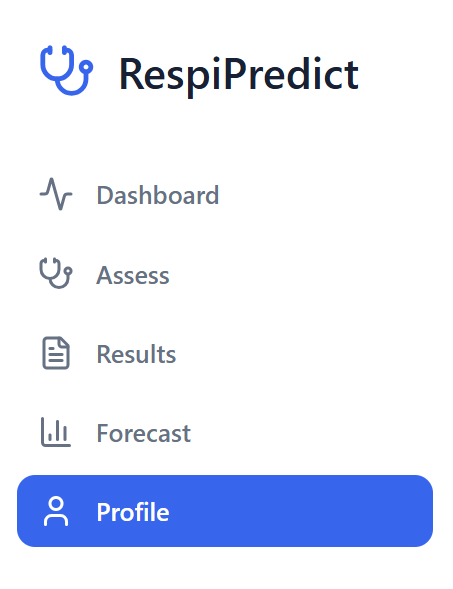 RespiPredict
Dashboard
Assess
Results
Forecast
Profile